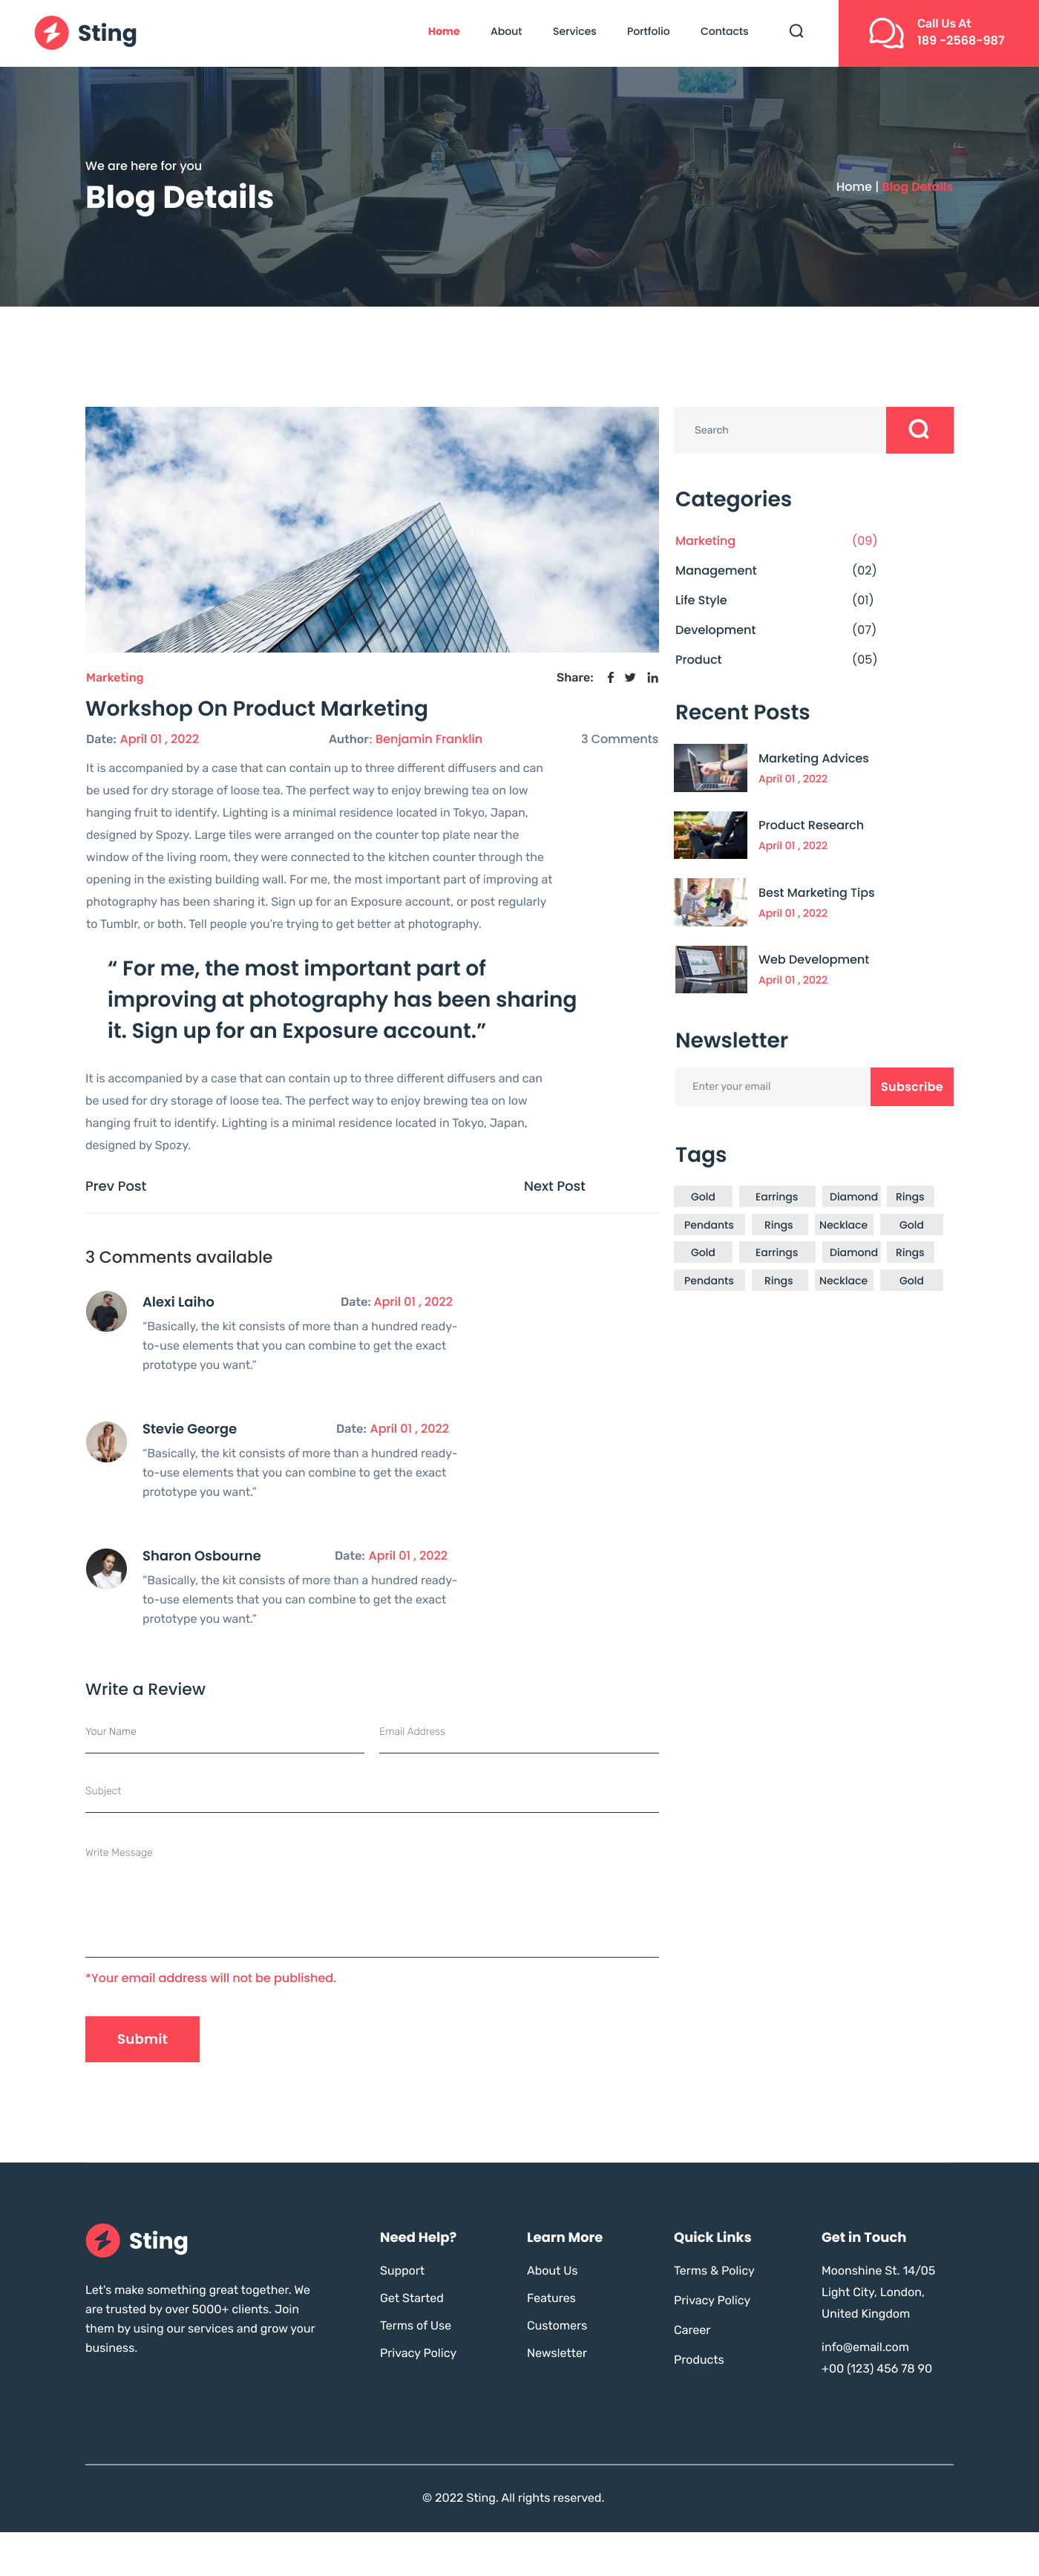 Sting
Home About Services Portfolio Contacts
Call Us At
189 -2568-987
We are here for you
Blog Details
Home | Blog Details
Marketing
Share:
Workshop On Product Marketing
Date: April 01 , 2022 Author: Benjamin Franklin 3 Comments
It is accompanied by a case that can contain up to three different diffusers and can
be used for dry storage of loose tea. The perfect way to enjoy brewing tea on low
hanging fruit to identify. Lighting is a minimal residence located in Tokyo, Japan,
designed by Spozy. Large tiles were arranged on the counter top plate near the
window of the living room, they were connected to the kitchen counter through the
opening in the existing building wall. For me, the most important part of improving at
photography has been sharing it. Sign up for an Exposure account, or post regularly
to Tumblr, or both. Tell people you’re trying to get better at photography.
“ For me, the most important part of
improving at photography has been sharing
it. Sign up for an Exposure account.”
It is accompanied by a case that can contain up to three different diffusers and can
be used for dry storage of loose tea. The perfect way to enjoy brewing tea on low
hanging fruit to identify. Lighting is a minimal residence located in Tokyo, Japan,
designed by Spozy.
Prev Post Next Post
3 Comments available
Alexi Laiho Date: April 01 , 2022
“Basically, the kit consists of more than a hundred ready-
to-use elements that you can combine to get the exact
prototype you want.”
Stevie George Date: April 01 , 2022
“Basically, the kit consists of more than a hundred ready-
to-use elements that you can combine to get the exact
prototype you want.”
Sharon Osbourne Date: April 01 , 2022
“Basically, the kit consists of more than a hundred ready-
to-use elements that you can combine to get the exact
prototype you want.”
Write a Review
Your Name Email Address
Subject
Write Message
*Your email address will not be published.
Submit
Search
Categories
Marketing (09)
Management (02)
Life Style (01)
Development (07)
Product (05)
Recent Posts
Marketing Advices
April 01 , 2022
Product Research
April 01 , 2022
Best Marketing Tips
April 01 , 2022
Web Development
April 01 , 2022
Newsletter
Enter your email Subscribe
Tags
Gold Earrings Diamond Rings
Pendants Rings Necklace Gold
Gold Earrings Diamond Rings
Pendants Rings Necklace Gold
Sting
Let's make something great together. We
are trusted by over 5000+ clients. Join
them by using our services and grow your
business.
Need Help?
Support
Get Started
Terms of Use
Privacy Policy
Learn More
About Us
Features
Customers
Newsletter
Quick Links
Terms & Policy
Privacy Policy
Career
Products
Get in Touch
Moonshine St. 14/05
Light City, London,
United Kingdom
info@email.com
+00 (123) 456 78 90
© 2022 Sting. All rights reserved.